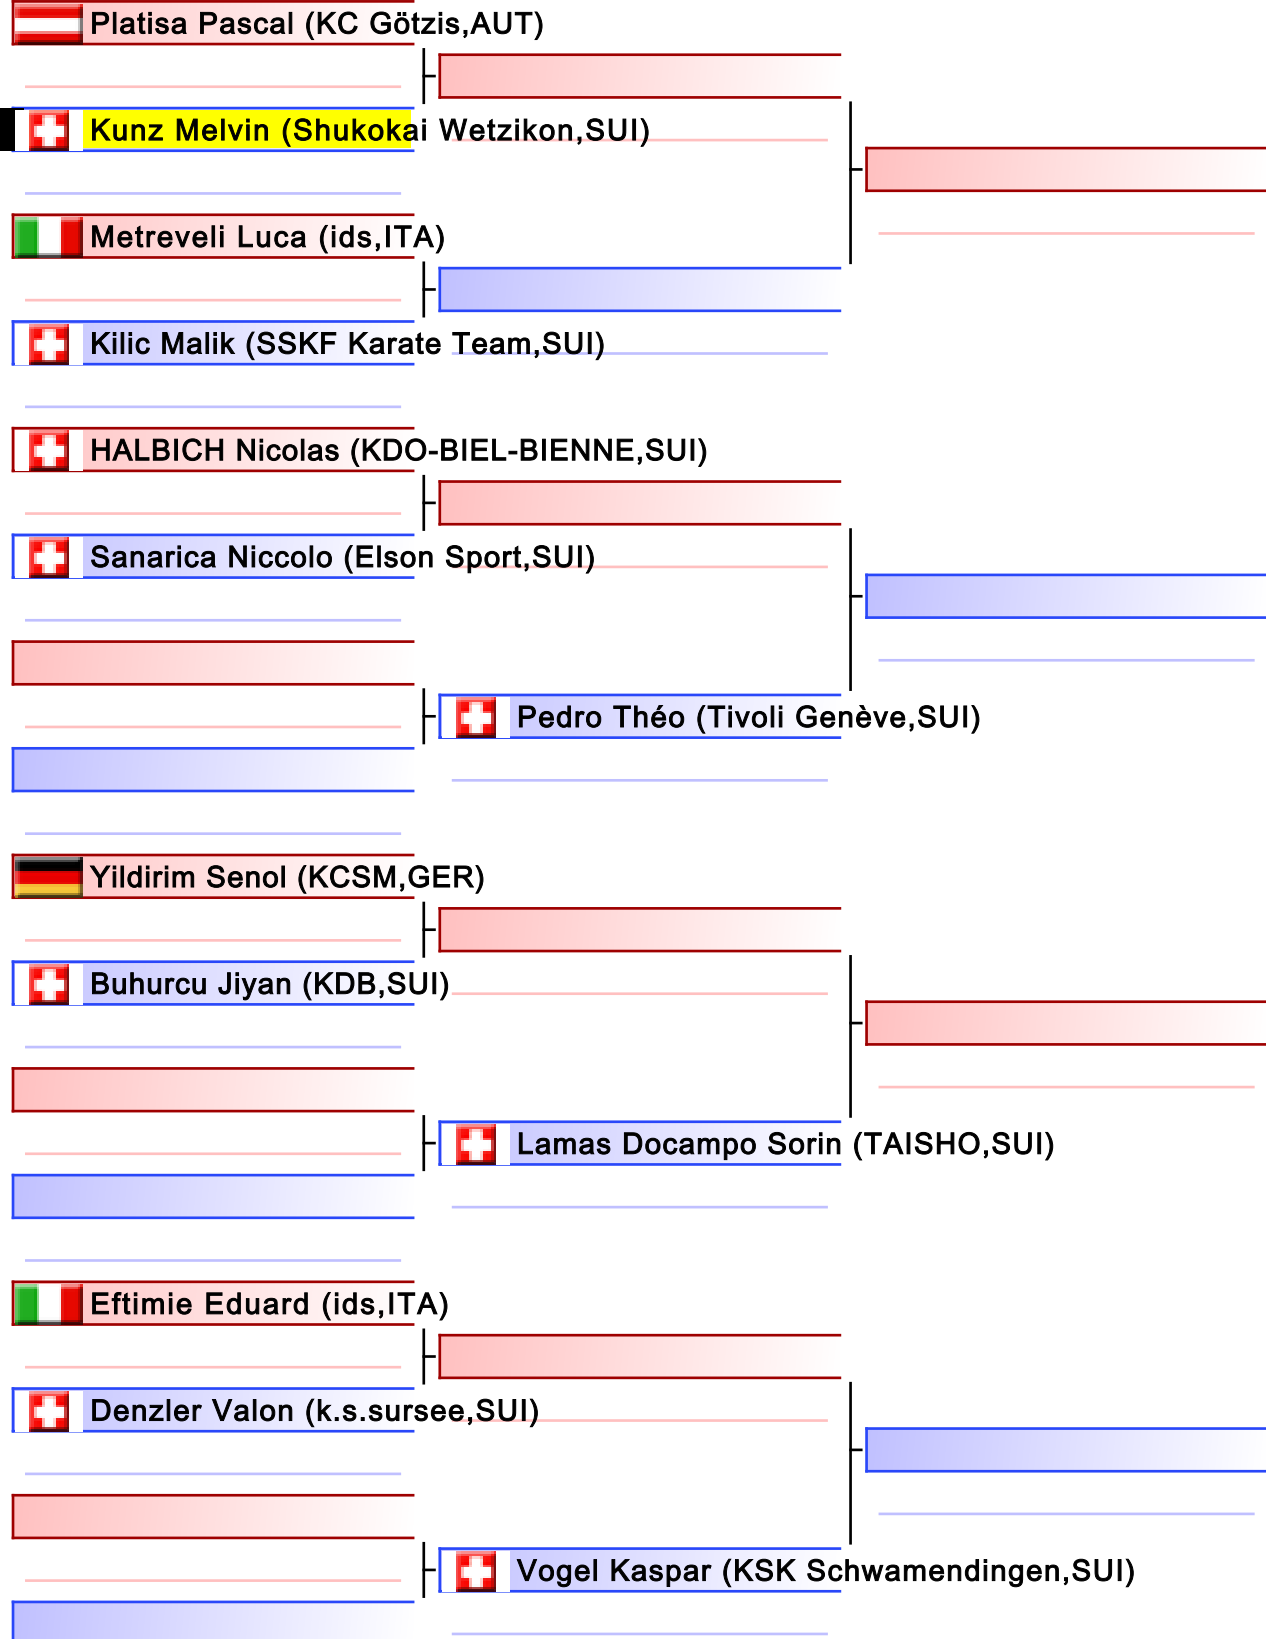 Platisa Pascal (KC Götzis,AUT)
Kunz Melvin (Shukokai Wetzikon,SUI)
Metreveli Luca (ids,ITA)
Kilic Malik (SSKF Karate Team,SUI)
HALBICH Nicolas (KDO-BIEL-BIENNE,SUI)
Sanarica Niccolo (Elson Sport,SUI)
Pedro Théo (Tivoli Genève,SUI)
Yildirim Senol (KCSM,GER)
Buhurcu Jiyan (KDB,SUI)
Lamas Docampo Sorin (TAISHO,SUI)
Eftimie Eduard (ids,ITA)
Denzler Valon (k.s.sursee,SUI)
Vogel Kaspar (KSK Schwamendingen,SUI)